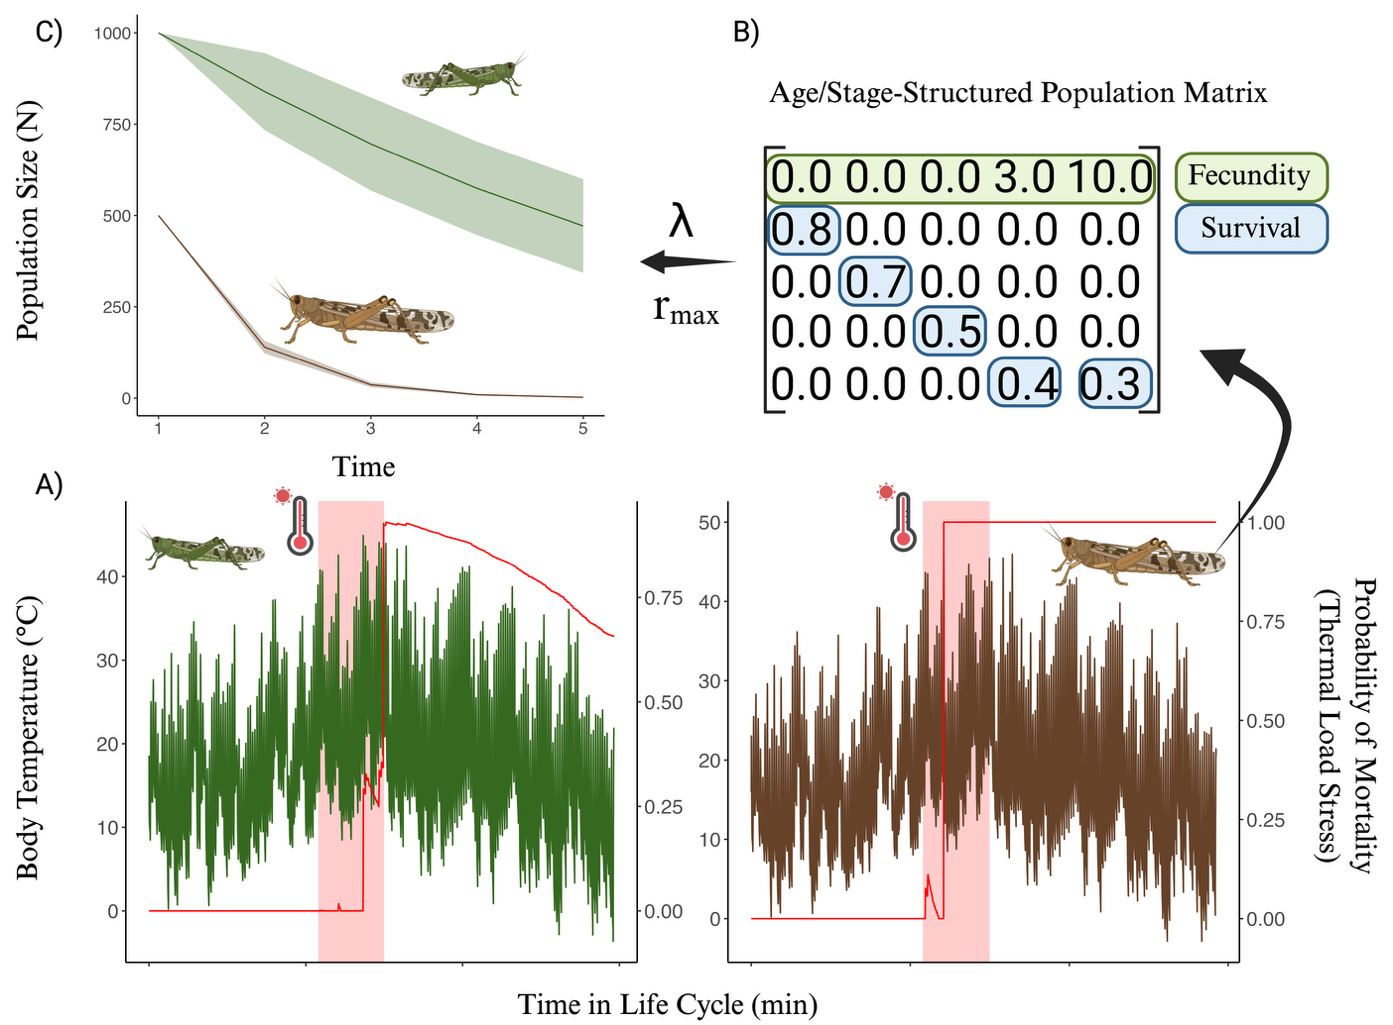 C)
Population Size (N)
1000
750
500
250
0
1 2 3 4 5
Time
B)
Age/Stage-Structured Population Matrix
0.0 0.0 0.0 3.0 10.0
0.8 0.0 0.0 0.0 0.0
0.0 0.7 0.0 0.0 0.0
0.0 0.0 0.5 0.0 0.0
0.0 0.0 0.0 0.4 0.3
Fecundity
Survival
λ
rmax
A)
Body Temperature (°C)
40
30
20
10
0
0.75
0.50
0.25
0.00
50
40
30
20
10
0
1.00
0.75
0.50
0.25
0.00
Probability of Mortality
(Thermal Load Stress)
Time in Life Cycle (min)